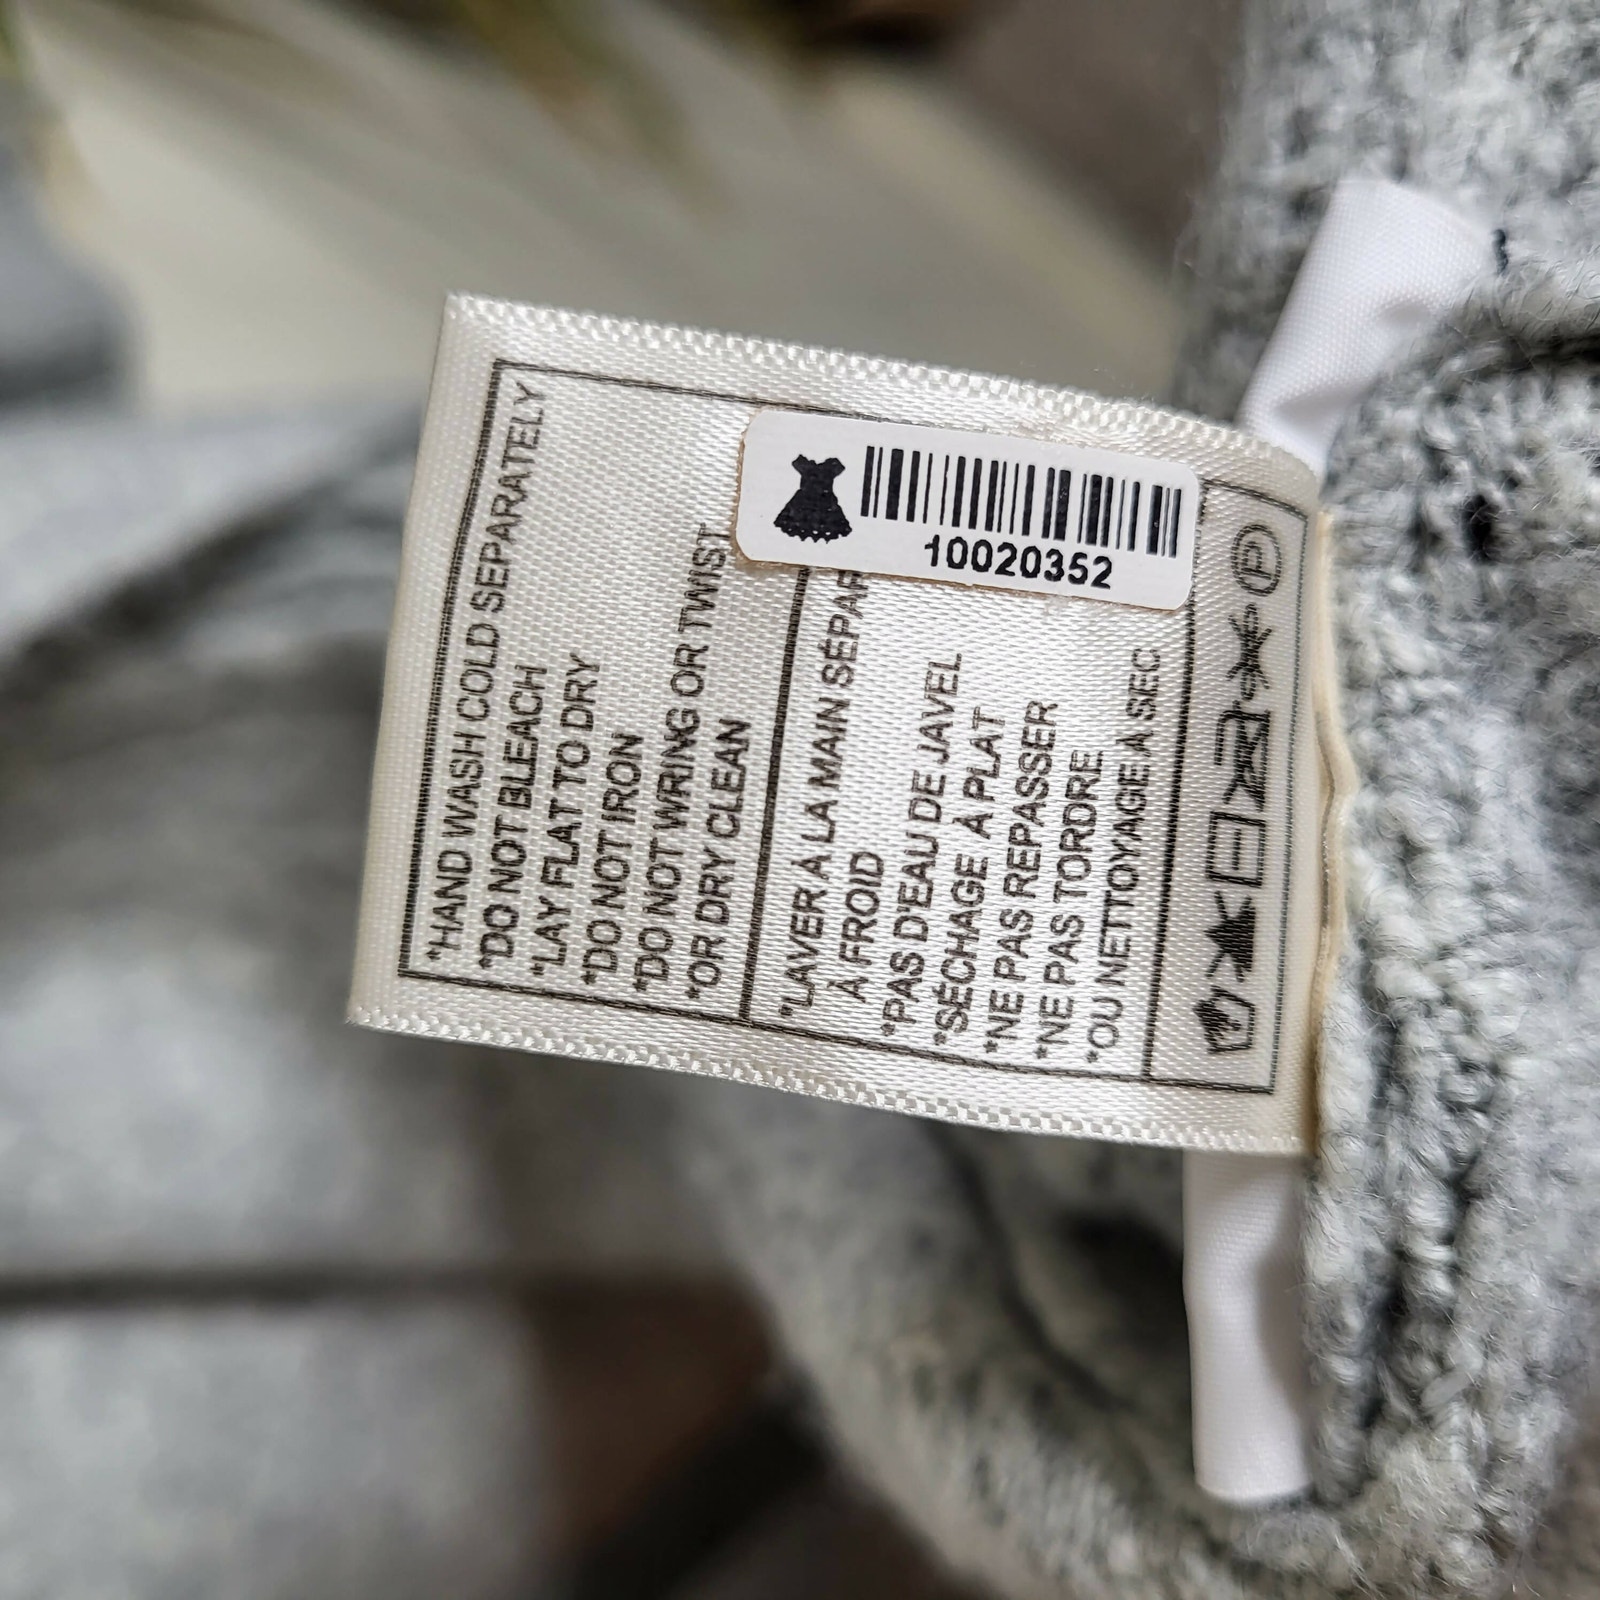 *HAND WASH COLD SEPARATELY
*DO NOT BLEACH
*LAY FLAT TO DRY
*DO NOT IRON
*DO NOT WRING OR TWIST
*OR DRY CLEAN
*LAVER À LA MAIN SÉPAR
À FROID
*PAS D'EAU DE JAVEL
*SÉCHAGE À PLAT
*NE PAS REPASSER
*NE PAS TORDRE
*OU NETTOYAGE A SEC
P
10020352